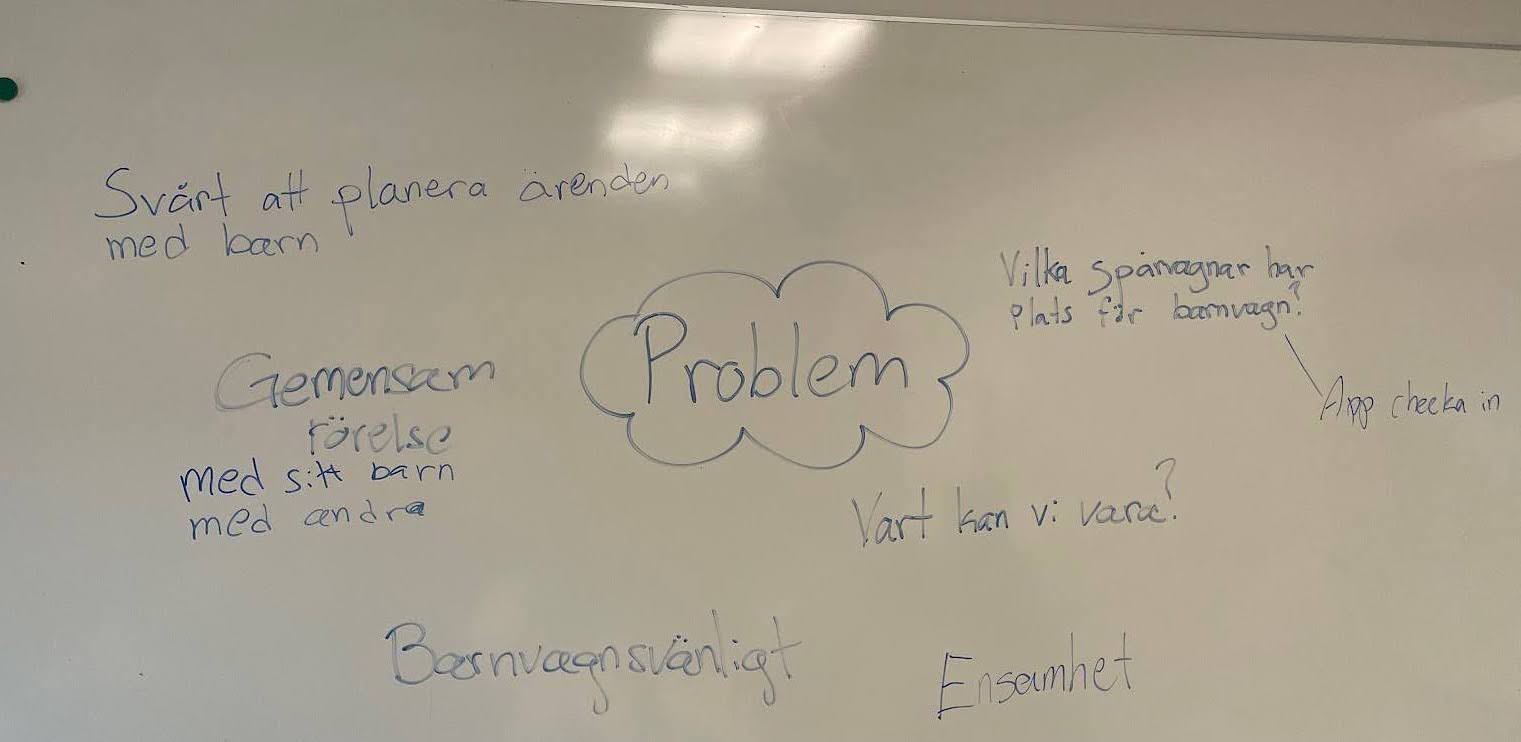 Svårt att planera ärenden
med barn
Vilka spårvagnar har
plats för barnvagn?
App checka in
Problem
Gemensam
rörelse
med sitt barn
med andra
Vart kan vi vara?
Barnvagnsvänligt
Ensamhet